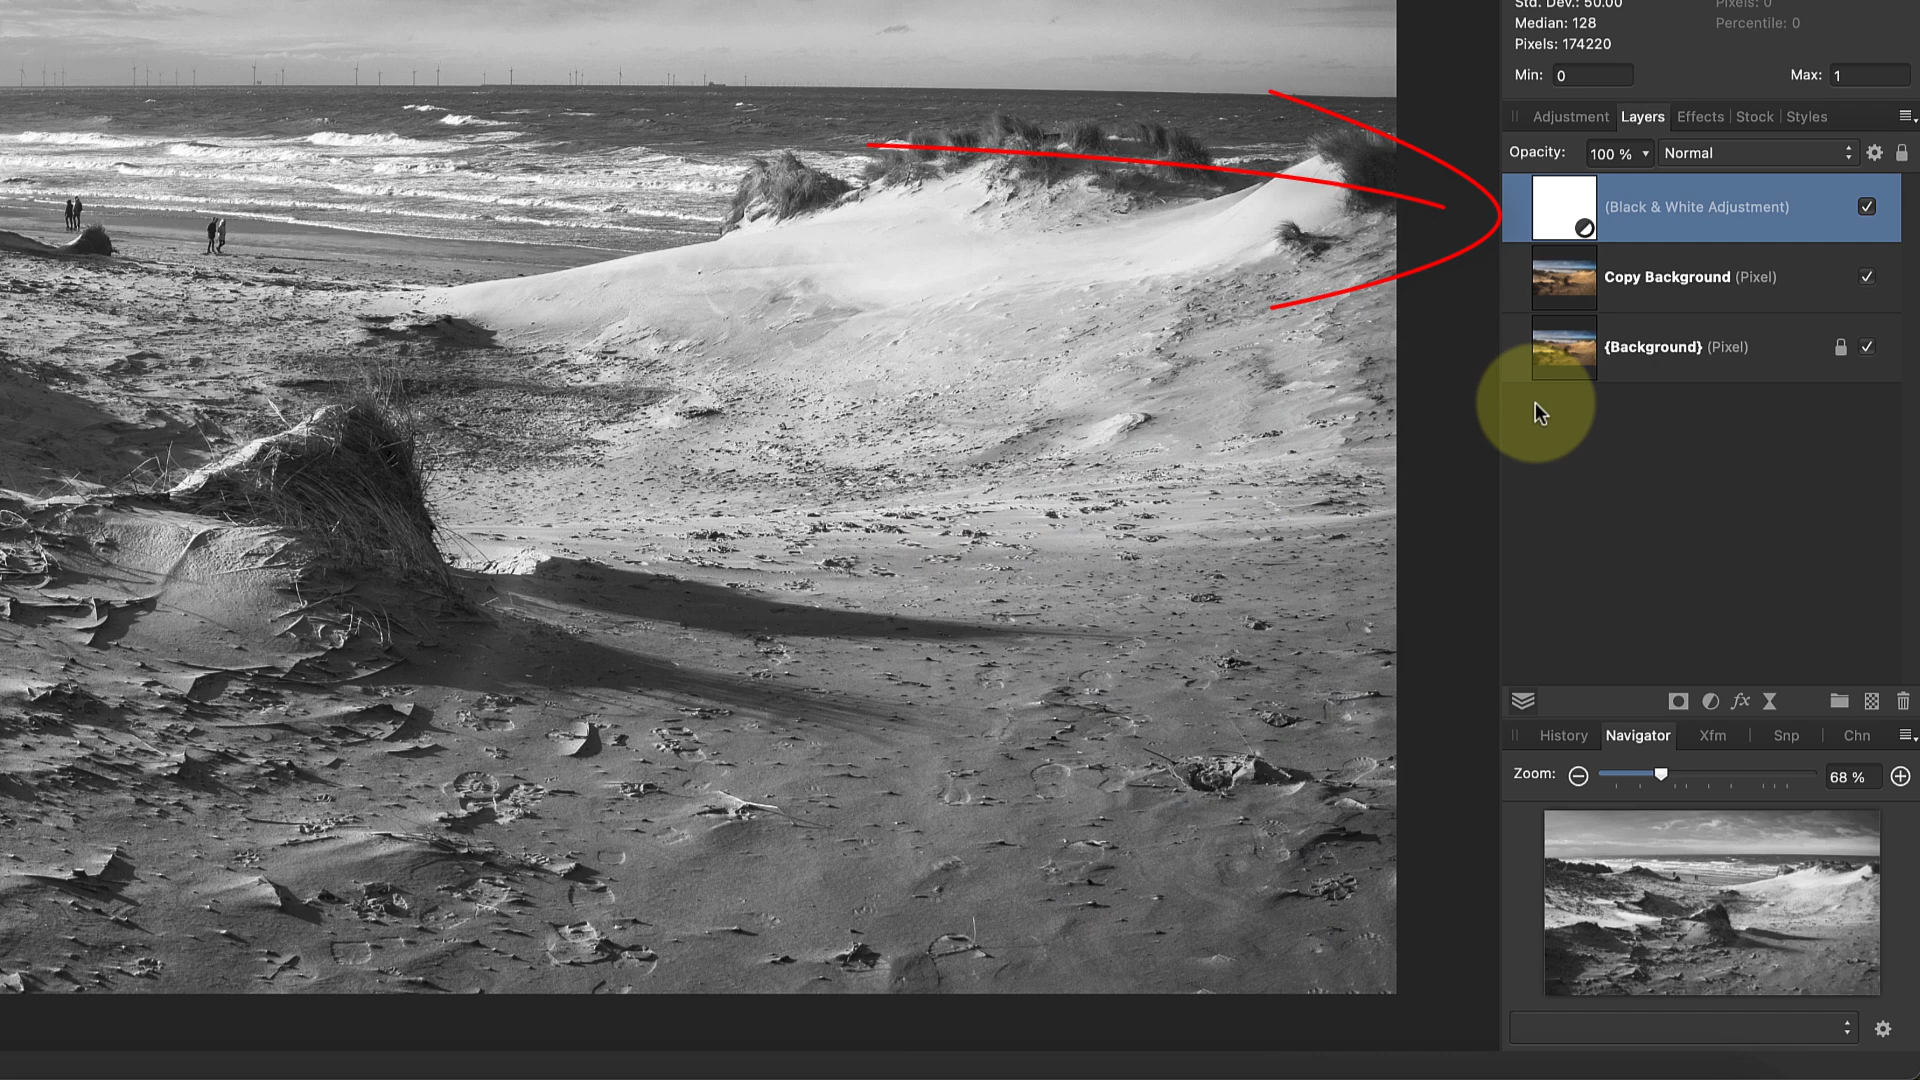 Std. Dev.: 50.00 Pixels: 0
Median: 128 Percentile: 0
Pixels: 174220
Min: 0 Max: 1
Adjustment Layers Effects Stock Styles
Opacity: 100 % Normal
(Black & White Adjustment)
Copy Background (Pixel)
{Background} (Pixel)
fx
History Navigator Xfm Snp Chn
Zoom: 68 %